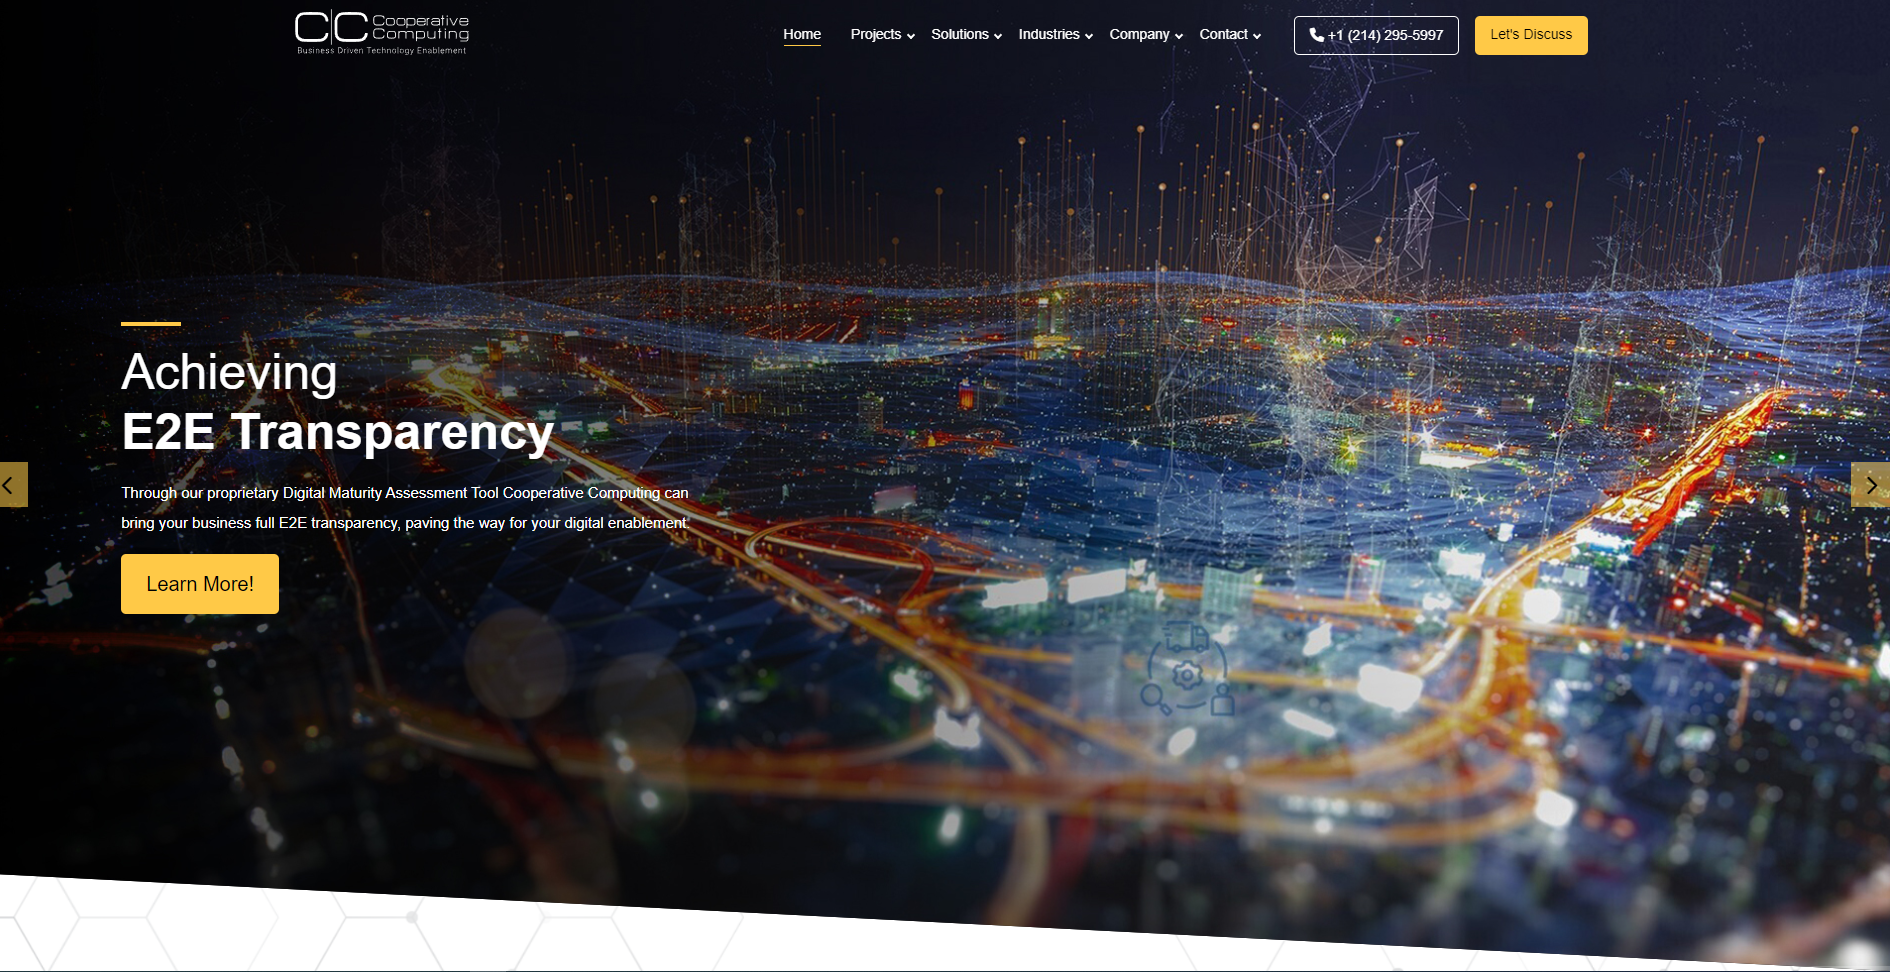 C|C Cooperative
Computing
Business Driven Technology Enablement
Home Projects Solutions Industries Company Contact +1 (214) 295-5997 Let's Discuss
Achieving
E2E Transparency
Through our proprietary Digital Maturity Assessment Tool Cooperative Computing can
bring your business full E2E transparency, paving the way for your digital enablement.
Learn More!